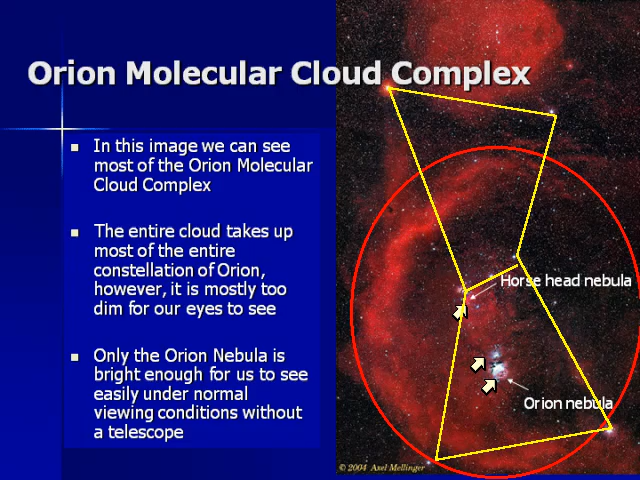 Orion Molecular Cloud Complex
In this image we can see
most of the Orion Molecular
Cloud Complex
The entire cloud takes up
most of the entire
constellation of Orion,
however, it is mostly too
dim for our eyes to see
Only the Orion Nebula is
bright enough for us to see
easily under normal
viewing conditions without
a telescope
Horse head nebula
Orion nebula
© 2004 Axel Mellinger